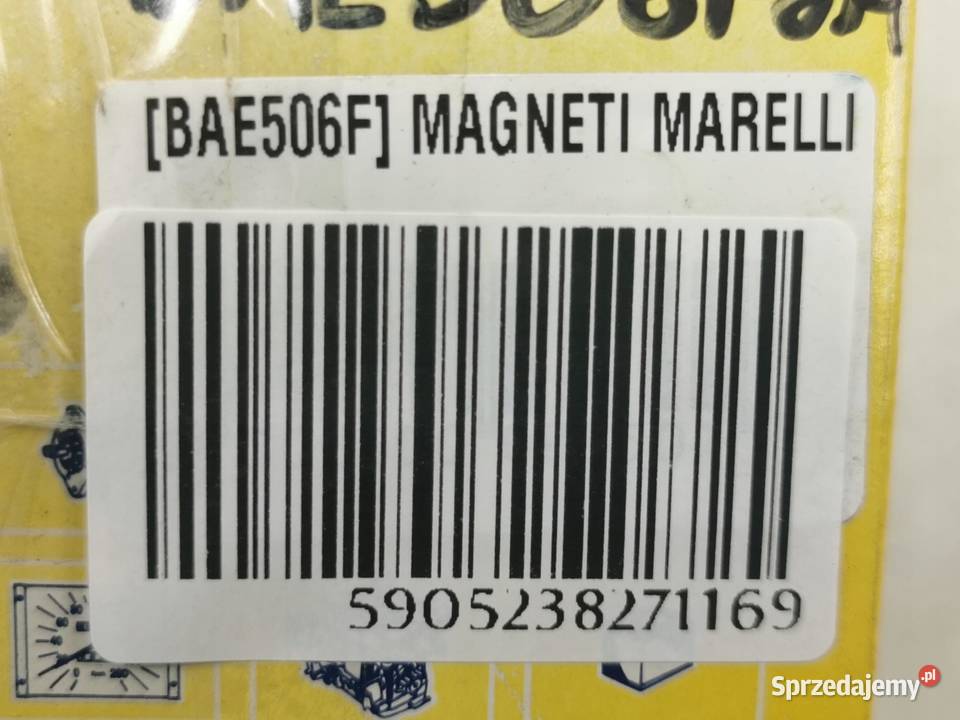 [BAE506F] MAGNETI MARELLI
5905238271169
Sprzedajemy.pl